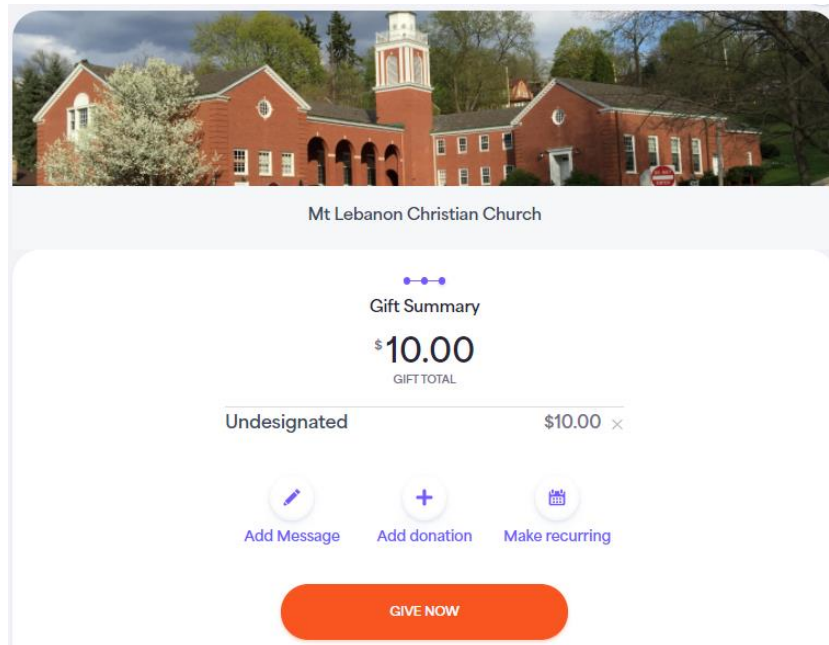 Mt Lebanon Christian Church
Gift Summary
$10.00
GIFT TOTAL
Undesignated $10.00 ×
Add Message Add donation Make recurring
GIVE NOW